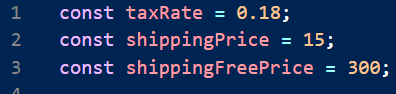 1 const taxRate = 0.18;
2 const shippingPrice = 15;
3 const shippingFreePrice = 300;